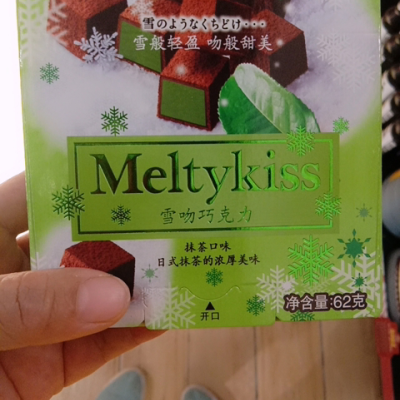 雪のようなくちどけ・・・
雪般轻盈 吻般甜美
Meltykiss
雪吻巧克力
抹茶口味
日式抹茶的浓厚美味
净含量:62克
▲
开口